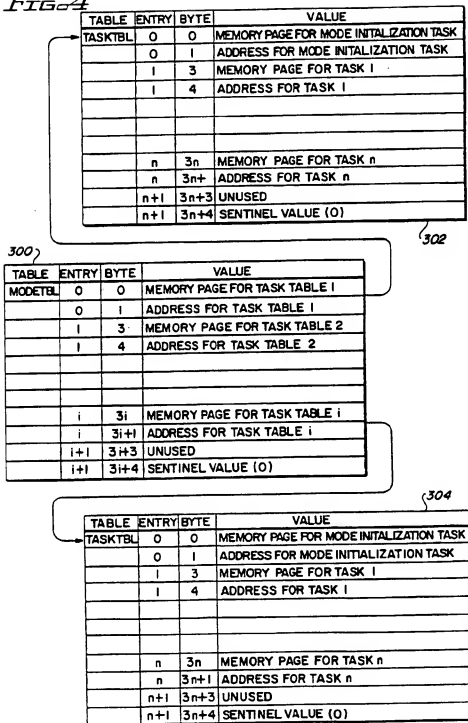 FIG. 4
TABLE ENTRY BYTE VALUE
TASKTBL 0 0 MEMORY PAGE FOR MODE INITALIZATION TASK
0 1 ADDRESS FOR MODE INITALIZATION TASK
1 3 MEMORY PAGE FOR TASK 1
1 4 ADDRESS FOR TASK 1
n 3n MEMORY PAGE FOR TASK n
n 3n+ ADDRESS FOR TASK n
n+1 3n+3 UNUSED
n+1 3n+4 SENTINEL VALUE (0)
302
300
TABLE ENTRY BYTE VALUE
MODETBL 0 0 MEMORY PAGE FOR TASK TABLE 1
0 1 ADDRESS FOR TASK TABLE 1
1 3 MEMORY PAGE FOR TASK TABLE 2
1 4 ADDRESS FOR TASK TABLE 2
i 3i MEMORY PAGE FOR TASK TABLE i
i 3i+1 ADDRESS FOR TASK TABLE i
i+1 3i+3 UNUSED
i+1 3i+4 SENTINEL VALUE (0)
304
TABLE ENTRY BYTE VALUE
TASKTBL 0 0 MEMORY PAGE FOR MODE INITALIZATION TASK
0 1 ADDRESS FOR MODE INITIALIZATION TASK
1 3 MEMORY PAGE FOR TASK 1
1 4 ADDRESS FOR TASK 1
n 3n MEMORY PAGE FOR TASK n
n 3n+1 ADDRESS FOR TASK n
n+1 3n+3 UNUSED
n+1 3n+4 SENTINEL VALUE (0)